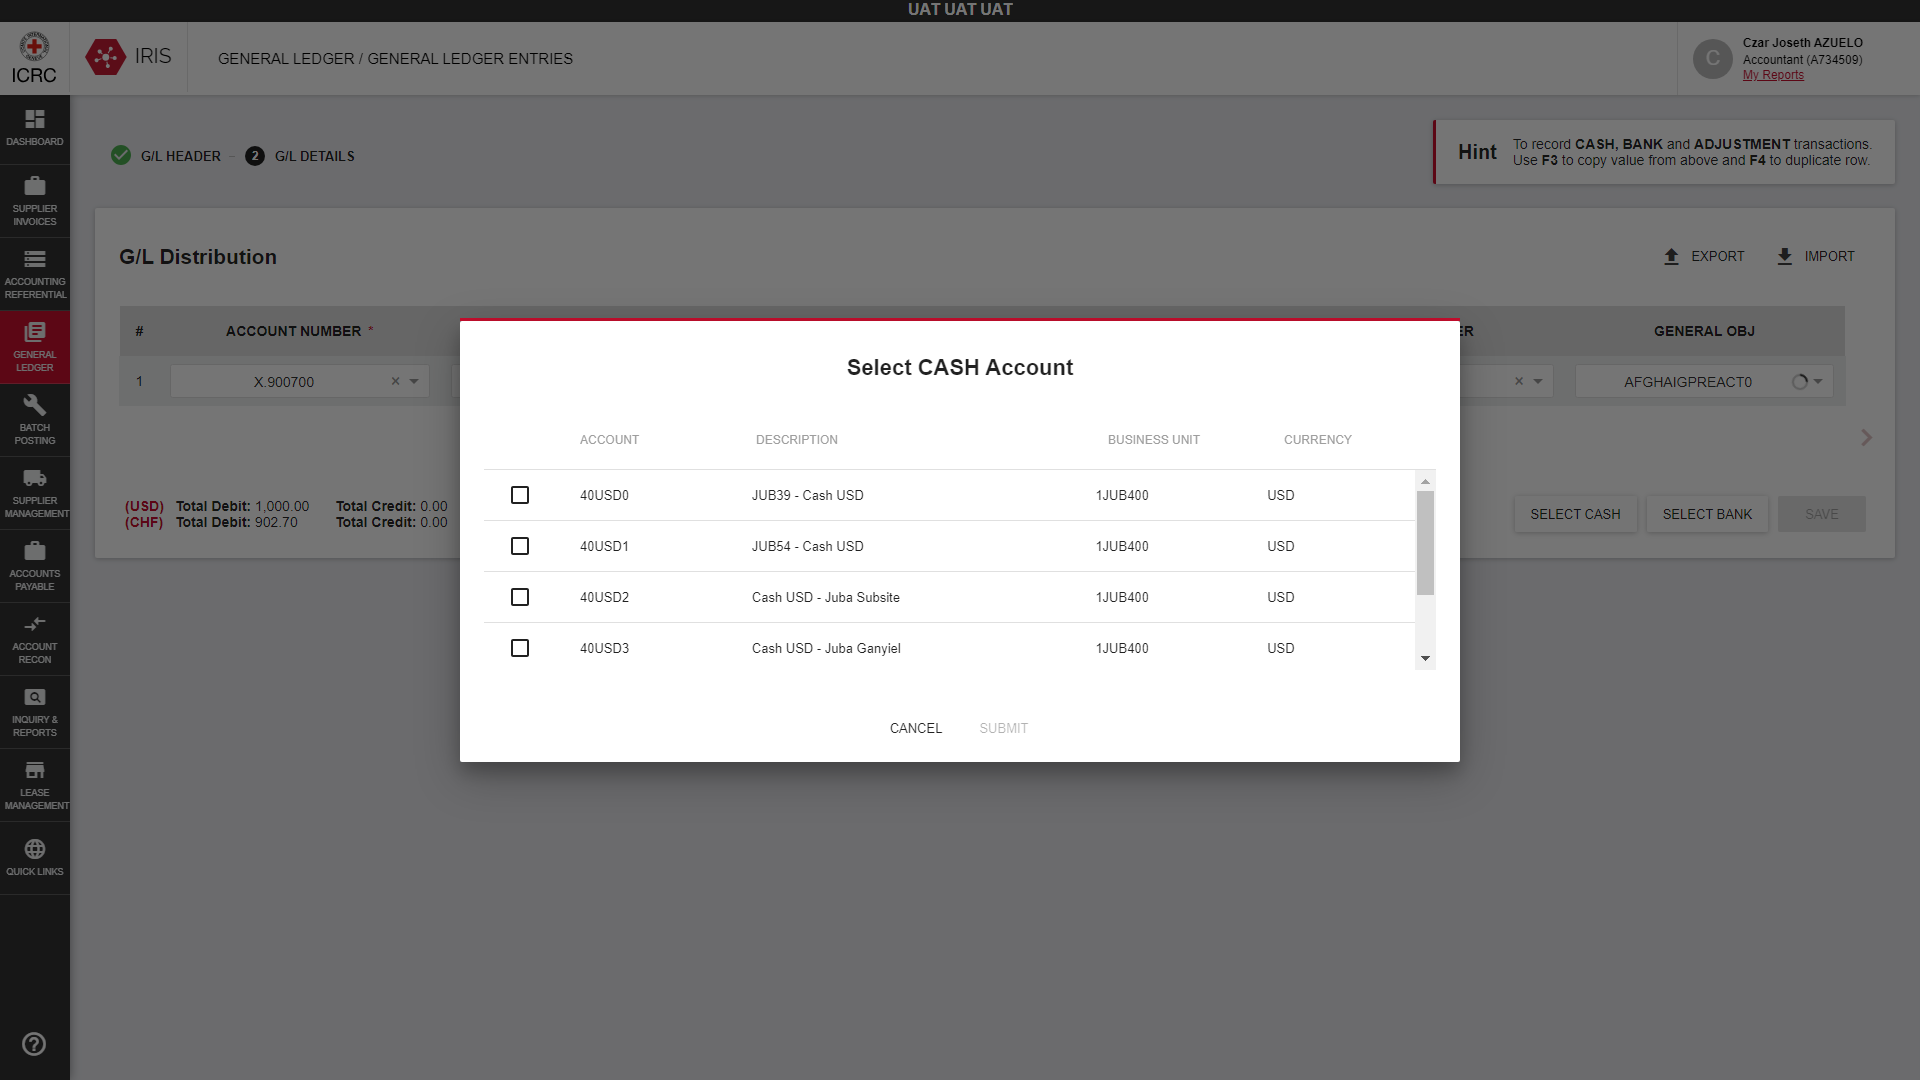 UAT UAT UAT
ICRC
IRIS
GENERAL LEDGER / GENERAL LEDGER ENTRIES
C
Czar Joseth AZUELO
Accountant (A734509)
My Reports
DASHBOARD
SUPPLIER
INVOICES
ACCOUNTING
REFERENTIAL
GENERAL
LEDGER
BATCH
POSTING
SUPPLIER
MANAGEMENT
ACCOUNTS
PAYABLE
ACCOUNT
RECON
INQUIRY &
REPORTS
LEASE
MANAGEMENT
QUICK LINKS
G/L HEADER - 2 G/L DETAILS
Hint
To record CASH, BANK and ADJUSTMENT transactions.
Use F3 to copy value from above and F4 to duplicate row.
G/L Distribution
EXPORT IMPORT
# ACCOUNT NUMBER * ER GENERAL OBJ
1 X.900700 × × AFGHAIGPREACT0
(USD) Total Debit: 1,000.00 Total Credit: 0.00
(CHF) Total Debit: 902.70 Total Credit: 0.00
SELECT CASH SELECT BANK SAVE
Select CASH Account
ACCOUNT DESCRIPTION BUSINESS UNIT CURRENCY
40USD0 JUB39 - Cash USD 1JUB400 USD
40USD1 JUB54 - Cash USD 1JUB400 USD
40USD2 Cash USD - Juba Subsite 1JUB400 USD
40USD3 Cash USD - Juba Ganyiel 1JUB400 USD
CANCEL SUBMIT